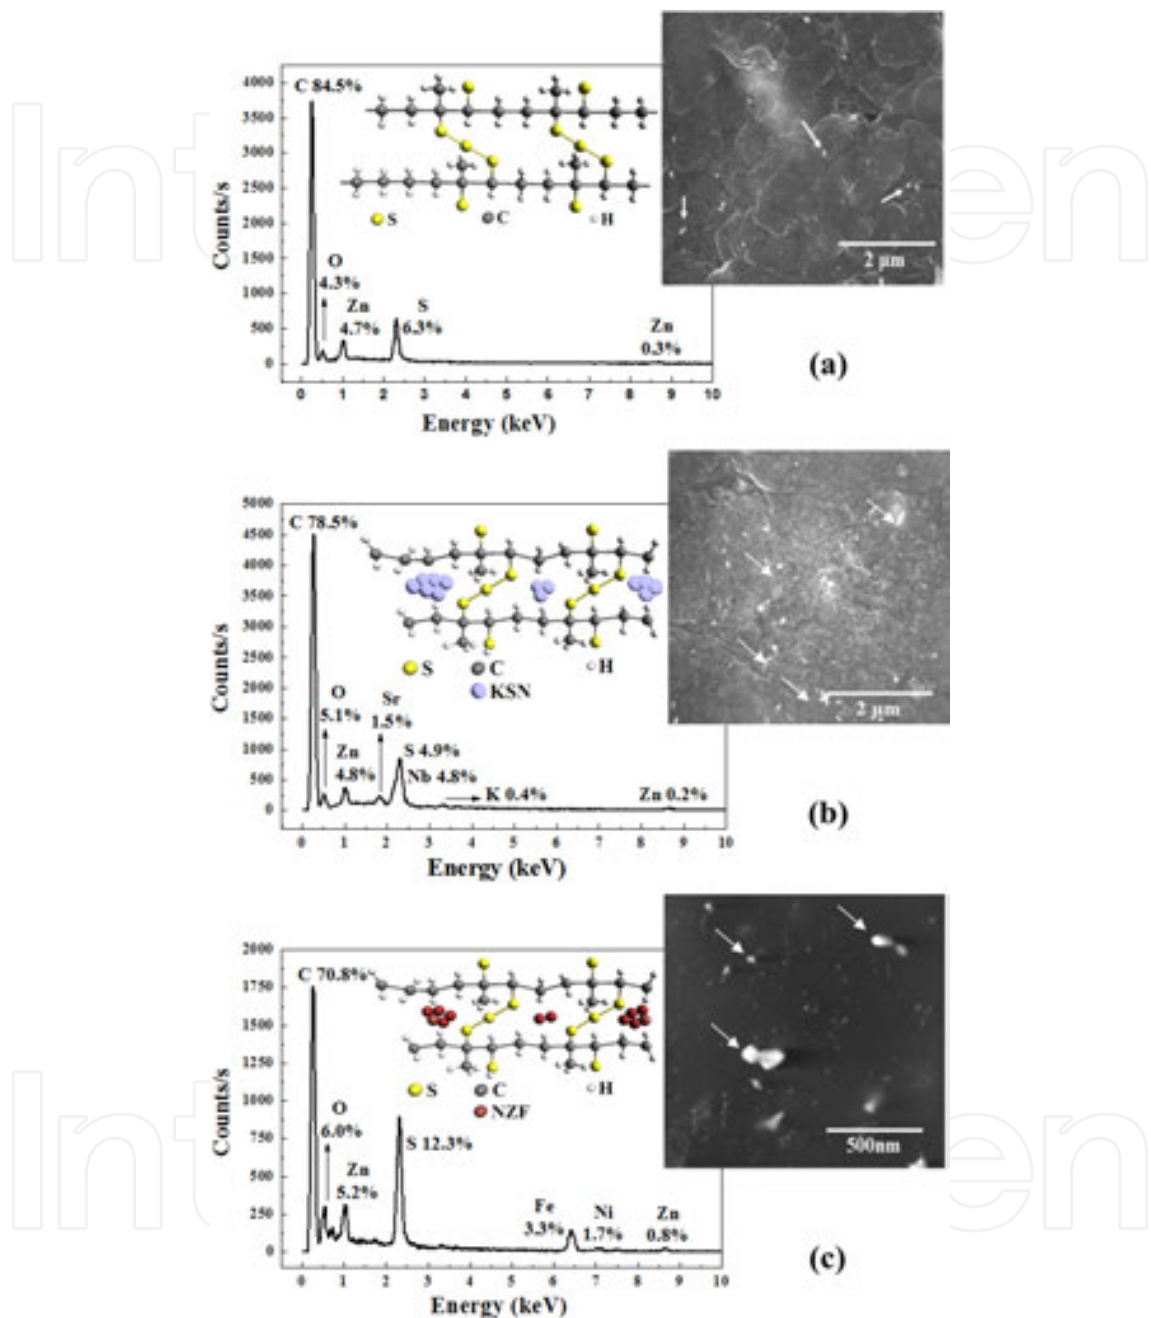 4000
3500
3000
2500
2000
1500
1000
500
0
Counts/s
C 84.5%
O
4.3%
Zn
4.7%
S
6.3%
Zn
0.3%
S
C
H
0 1 2 3 4 5 6 7 8 9 10
Energy (keV)
2 µm
(a)
5000
4500
4000
3500
3000
2500
2000
1500
1000
500
0
Counts/s
C 78.5%
O
5.1%
Zn
4.8%
Sr
1.5%
S 4.9%
Nb 4.8%
K 0.4%
Zn 0.2%
S
C
H
KSN
0 1 2 3 4 5 6 7 8 9 10
Energy (keV)
2 µm
(b)
2000
1750
1500
1250
1000
750
500
250
0
Counts/s
C 70.8%
O
6.0%
Zn
5.2%
S 12.3%
Fe
3.3%
Ni
1.7%
Zn
0.8%
S
C
H
NZF
0 1 2 3 4 5 6 7 8 9 10
Energy (keV)
500nm
(c)
Int
en
Int
en